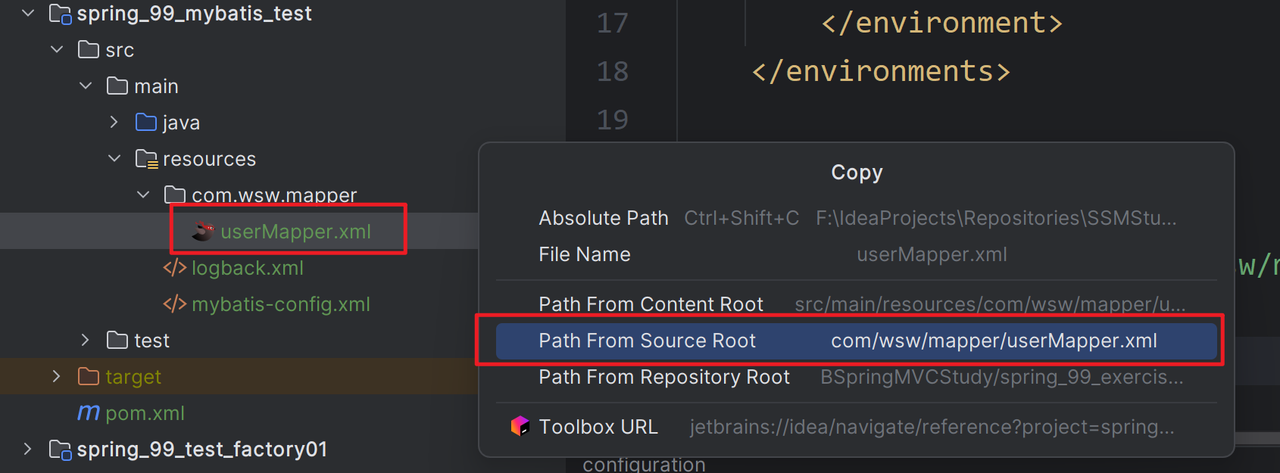 spring_99_mybatis_test
src
main
java
resources
com.wsw.mapper
userMapper.xml
logback.xml
mybatis-config.xml
test
target
pom.xml
spring_99_test_factory01
17 </environment>
18 </environments>
19
Copy
Absolute Path Ctrl+Shift+C F:\IdeaProjects\Repositories\SSMStu...
File Name userMapper.xml
Path From Content Root src/main/resources/com/wsw/mapper/u...
Path From Source Root com/wsw/mapper/userMapper.xml
Path From Repository Root BSpringMVCStudy/spring_99_exercis...
Toolbox URL jetbrains://idea/navigate/reference?project=spring...
configuration